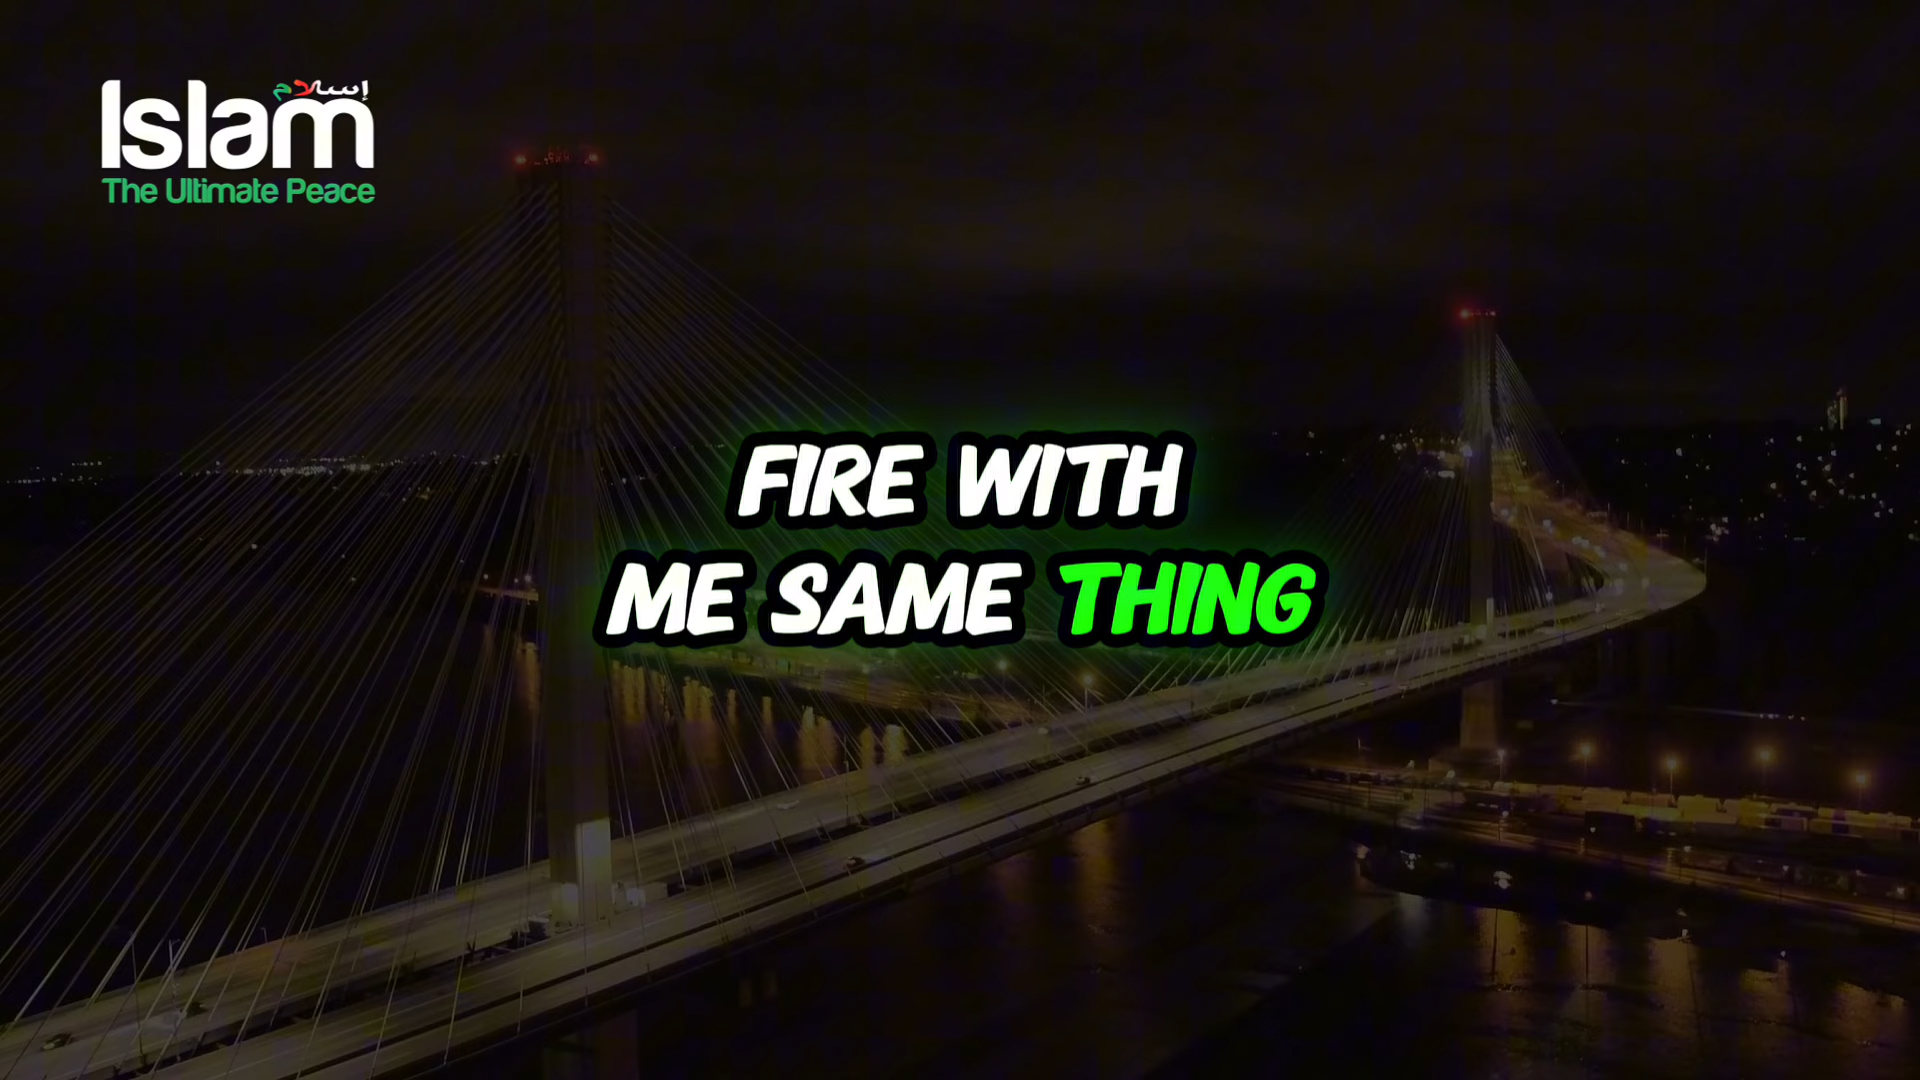 إسلام
Islam
The Ultimate Peace
FIRE WITH
ME SAME THING